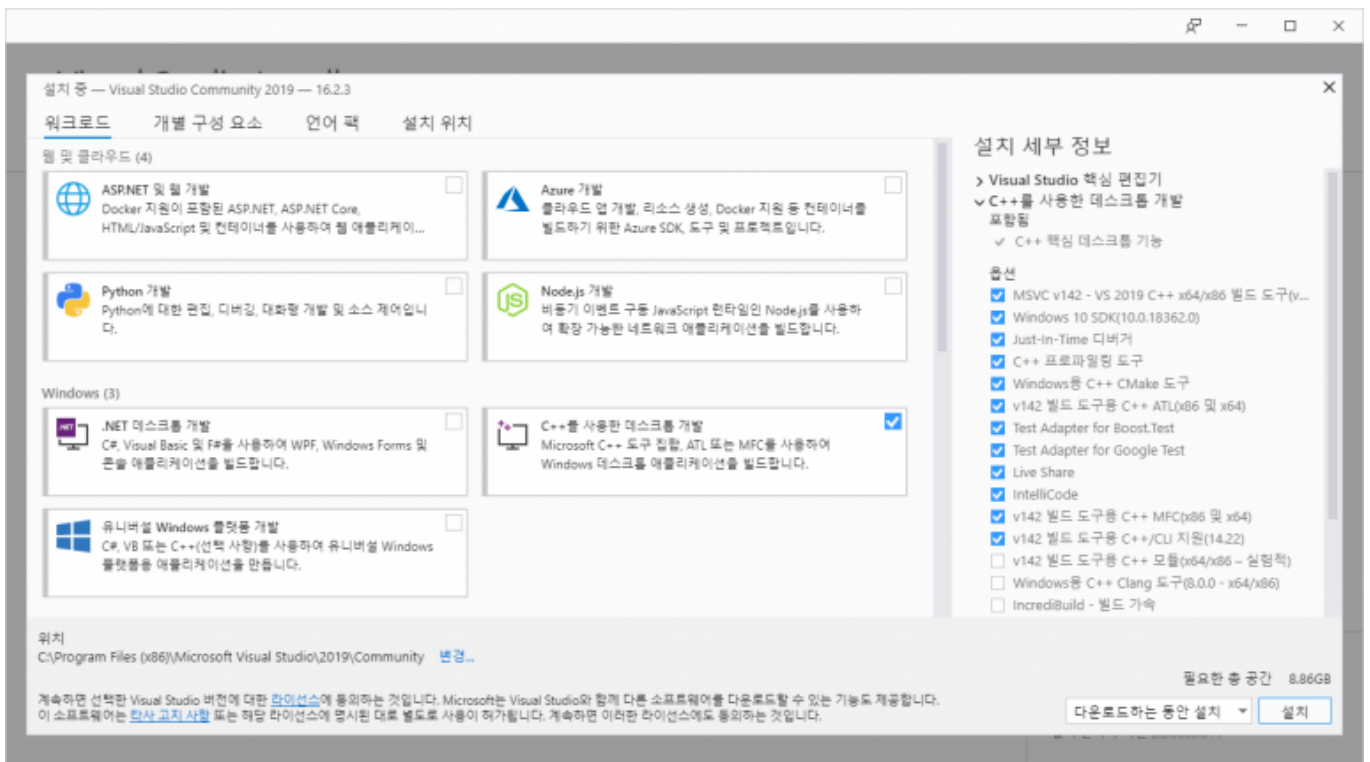 설치 중 — Visual Studio Community 2019 — 16.2.3
워크로드 개별 구성 요소 언어 팩 설치 위치
웹 및 클라우드 (4)
ASP.NET 및 웹 개발
Docker 지원이 포함된 ASP.NET, ASP.NET Core,
HTML/JavaScript 및 컨테이너를 사용하여 웹 애플리케이...
Azure 개발
클라우드 앱 개발, 리소스 생성, Docker 지원 등 컨테이너를
빌드하기 위한 Azure SDK, 도구 및 프로젝트입니다.
Python 개발
Python에 대한 편집, 디버깅, 대화형 개발 및 소스 제어입니
다.
Node.js 개발
비동기 이벤트 구동 JavaScript 런타임인 Node.js를 사용하
여 확장 가능한 네트워크 애플리케이션을 빌드합니다.
Windows (3)
.NET 데스크톱 개발
C#, Visual Basic 및 F#을 사용하여 WPF, Windows Forms 및
콘솔 애플리케이션을 빌드합니다.
C++를 사용한 데스크톱 개발
Microsoft C++ 도구 집합, ATL 또는 MFC를 사용하여
Windows 데스크톱 애플리케이션을 빌드합니다.
유니버설 Windows 플랫폼 개발
C#, VB 또는 C++(선택 사항)를 사용하여 유니버설 Windows
플랫폼용 애플리케이션을 만듭니다.
설치 세부 정보
Visual Studio 핵심 편집기
C++를 사용한 데스크톱 개발
포함됨
C++ 핵심 데스크톱 기능
옵션
MSVC v142 - VS 2019 C++ x64/x86 빌드 도구(v...
Windows 10 SDK(10.0.18362.0)
Just-In-Time 디버거
C++ 프로파일링 도구
Windows용 C++ CMake 도구
v142 빌드 도구용 C++ ATL(x86 및 x64)
Test Adapter for Boost.Test
Test Adapter for Google Test
Live Share
IntelliCode
v142 빌드 도구용 C++ MFC(x86 및 x64)
v142 빌드 도구용 C++/CLI 지원(14.22)
v142 빌드 도구용 C++ 모듈(x64/x86 – 실험적)
Windows용 C++ Clang 도구(8.0.0 - x64/x86)
IncrediBuild - 빌드 가속
위치
C:\Program Files (x86)\Microsoft Visual Studio\2019\Community 변경...
필요한 총 공간 8.86GB
계속하면 선택한 Visual Studio 버전에 대한 라이선스에 동의하는 것입니다. Microsoft는 Visual Studio와 함께 다른 소프트웨어를 다운로드할 수 있는 기능도 제공합니다.
이 소프트웨어는 타사 고지 사항 또는 해당 라이선스에 명시된 대로 별도로 사용이 허가됩니다. 계속하면 이러한 라이선스에도 동의하는 것입니다.
다운로드하는 동안 설치 설치